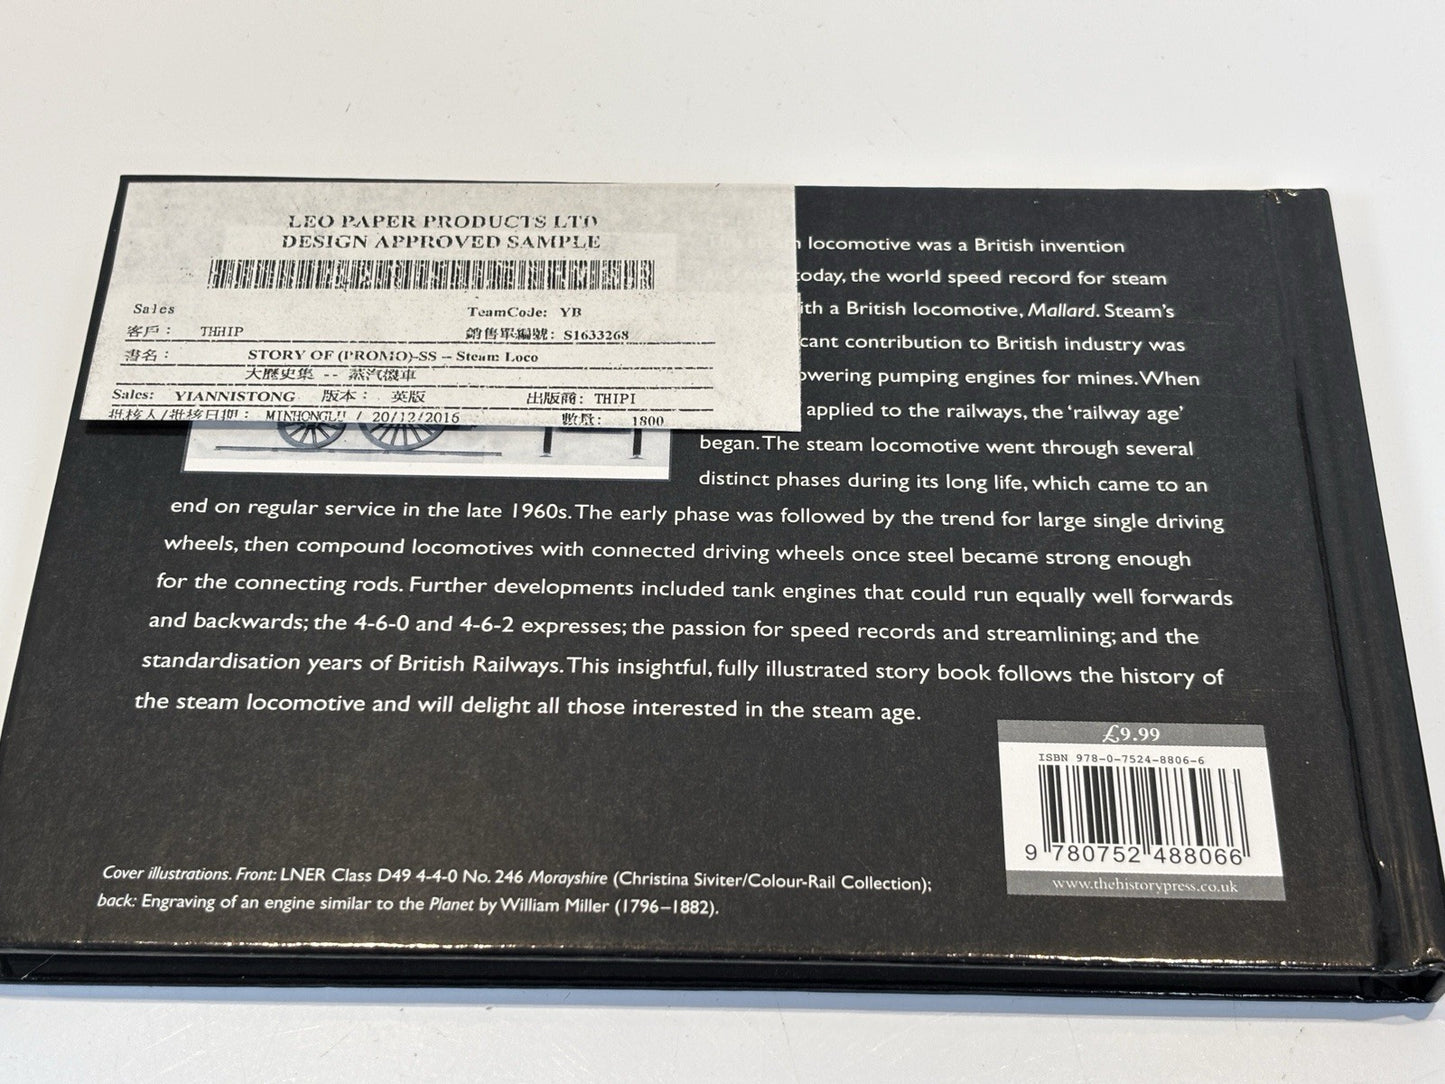 LEO PAPER PRODUCTS LTD
DESIGN APPROVED SAMPLE
Sales TeamCode: YB
客戶： THHIP 銷售單編號: S1633268
書名： STORY OF (PROMO)-SS - Steam Loco
大歷史集 -- 蒸汽機車
Sales: YIANNISTONG 版本： 英版 出版商: THIPI
批核人/批核日期： / 20/12/2016 數量： 1800
locomotive was a British invention
today, the world speed record for steam
with a British locomotive, Mallard. Steam's
contribution to British industry was
pumping engines for mines. When
applied to the railways, the ‘railway age’
began. The steam locomotive went through several
distinct phases during its long life, which came to an
end on regular service in the late 1960s. The early phase was followed by the trend for large single driving
wheels, then compound locomotives with connected driving wheels once steel became strong enough
for the connecting rods. Further developments included tank engines that could run equally well forwards
and backwards; the 4-6-0 and 4-6-2 expresses; the passion for speed records and streamlining; and the
standardisation years of British Railways. This insightful, fully illustrated story book follows the history of
the steam locomotive and will delight all those interested in the steam age.
£9.99
ISBN 978-0-7524-8806-6
9 780752 488066
www.thehistorypress.co.uk
Cover illustrations. Front: LNER Class D49 4-4-0 No. 246 Morayshire (Christina Siviter/Colour-Rail Collection);
back: Engraving of an engine similar to the Planet by William Miller (1796–1882).